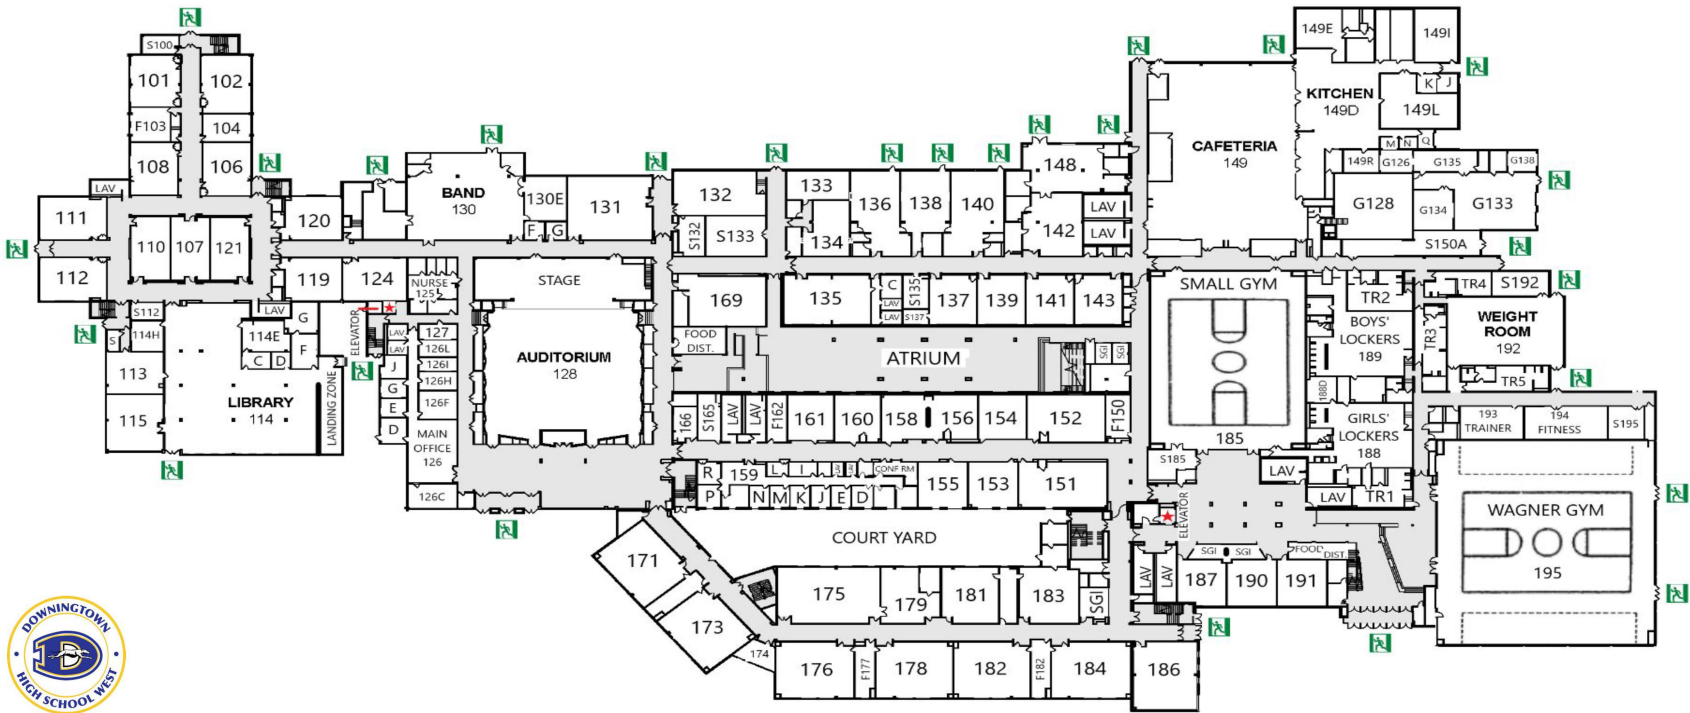 S100
101
102
F103
104
108
106
LAV
111
110
107
121
112
120
119
124
S112
114H
S
113
115
LAV
G
114E
F
C
D
LIBRARY
114
LANDING ZONE
ELEVATOR
BAND
130
130E
F
G
131
STAGE
AUDITORIUM
128
NURSE
125
LAV
LAV
127
126L
126I
126H
126F
J
G
E
D
MAIN
OFFICE
126
126C
132
S132
S133
133
134
136
138
140
148
142
LAV
LAV
169
135
C
LAV
LAV
S135
S137
137
139
141
143
FOOD
DIST.
ATRIUM
SGI
SGI
166
S165
LAV
LAV
F162
161
160
158
156
154
152
F150
R
P
159
L
I
LAV
LAV
CONF RM
N
M
K
J
E
D
155
153
151
COURT YARD
171
173
174
175
179
181
183
SGI
176
F177
178
182
F182
184
186
CAFETERIA
149
KITCHEN
149D
149E
149I
K
J
149L
M
N
Q
149R
G126
G135
G138
G128
G134
G133
S150A
SMALL GYM
185
TR2
BOYS'
LOCKERS
189
188D
GIRLS'
LOCKERS
188
TR3
TR4
S192
WEIGHT
ROOM
192
TR5
193
TRAINER
194
FITNESS
S195
S185
LAV
LAV
TR1
ELEVATOR
SGI
SGI
FOOD
DIST.
LAV
LAV
187
190
191
WAGNER GYM
195
DOWNINGTOWN
D
HIGH SCHOOL WEST